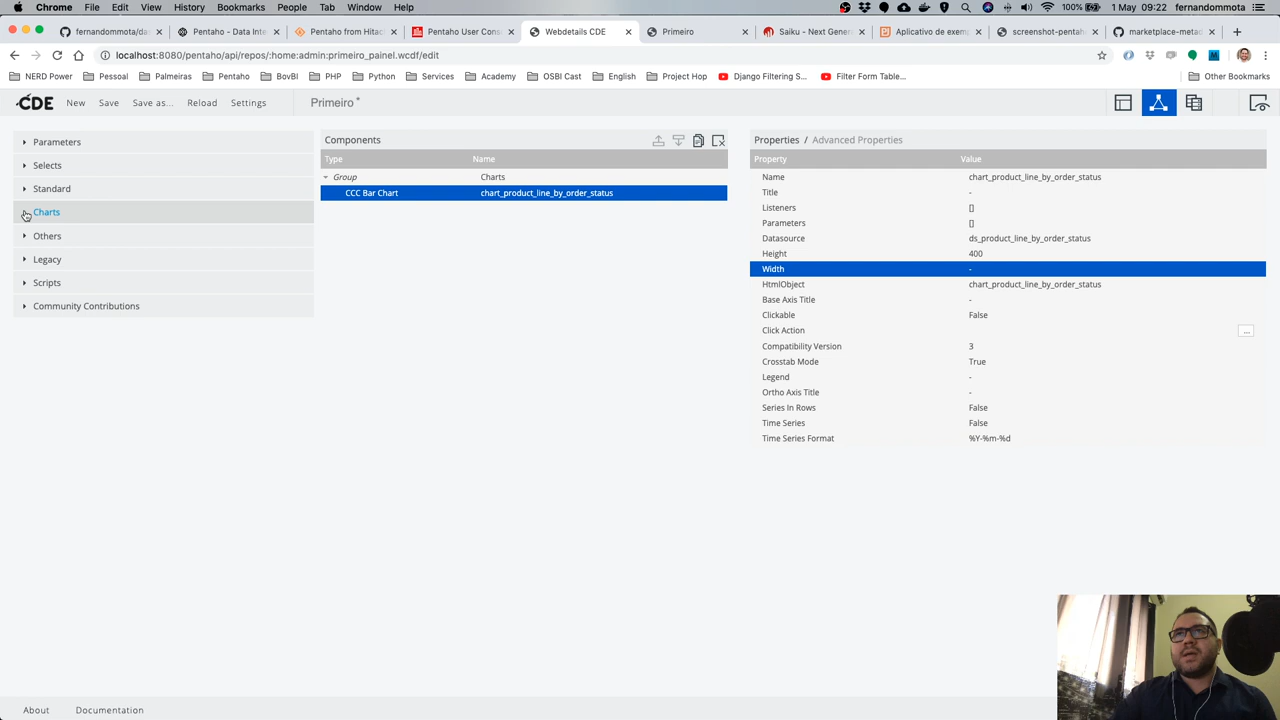 Chrome File Edit View History Bookmarks People Tab Window Help 100% 1 May 09:22 fernandommota
fernandommota/da: Pentaho - Data Inte Pentaho from Hitac Pentaho User Conso Webdetails CDE Primeiro Saiku - Next Gener Aplicativo de exemp screenshot-pentah marketplace-metad
localhost:8080/pentaho/api/repos/:home:admin:primeiro_painel.wcdf/edit
NERD Power Pessoal Palmeiras Pentaho BovBI PHP Python Services Academy OSBI Cast English Project Hop Django Filtering S... Filter Form Table... Other Bookmarks
CDE New Save Save as... Reload Settings Primeiro *
Parameters
Selects
Standard
Charts
Others
Legacy
Scripts
Community Contributions
Components
Type Name
Group Charts
CCC Bar Chart chart_product_line_by_order_status
Properties / Advanced Properties
Property Value
Name chart_product_line_by_order_status
Title -
Listeners []
Parameters []
Datasource ds_product_line_by_order_status
Height 400
Width -
HtmlObject chart_product_line_by_order_status
Base Axis Title -
Clickable False
Click Action ...
Compatibility Version 3
Crosstab Mode True
Legend -
Ortho Axis Title -
Series In Rows False
Time Series False
Time Series Format %Y-%m-%d
About Documentation